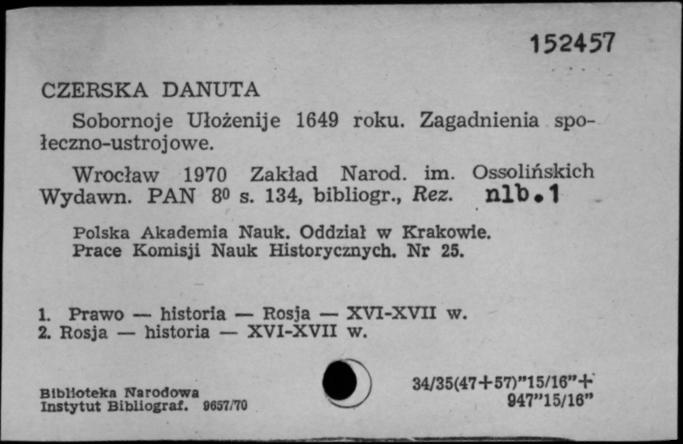 152457
CZERSKA DANUTA
Sobornoje Ułożenije 1649 roku. Zagadnienia spo-
łeczno-ustrojowe.
Wrocław 1970 Zakład Narod. im. Ossolińskich
Wydawn. PAN 8⁰ s. 134, bibliogr., Rez. nlb.1
Polska Akademia Nauk. Oddział w Krakowie.
Prace Komisji Nauk Historycznych. Nr 25.
1. Prawo — historia — Rosja — XVI-XVII w.
2. Rosja — historia — XVI-XVII w.
Biblioteka Narodowa
Instytut Bibliograf. 9657/70
34/35(47+57)"15/16"+
947"15/16"